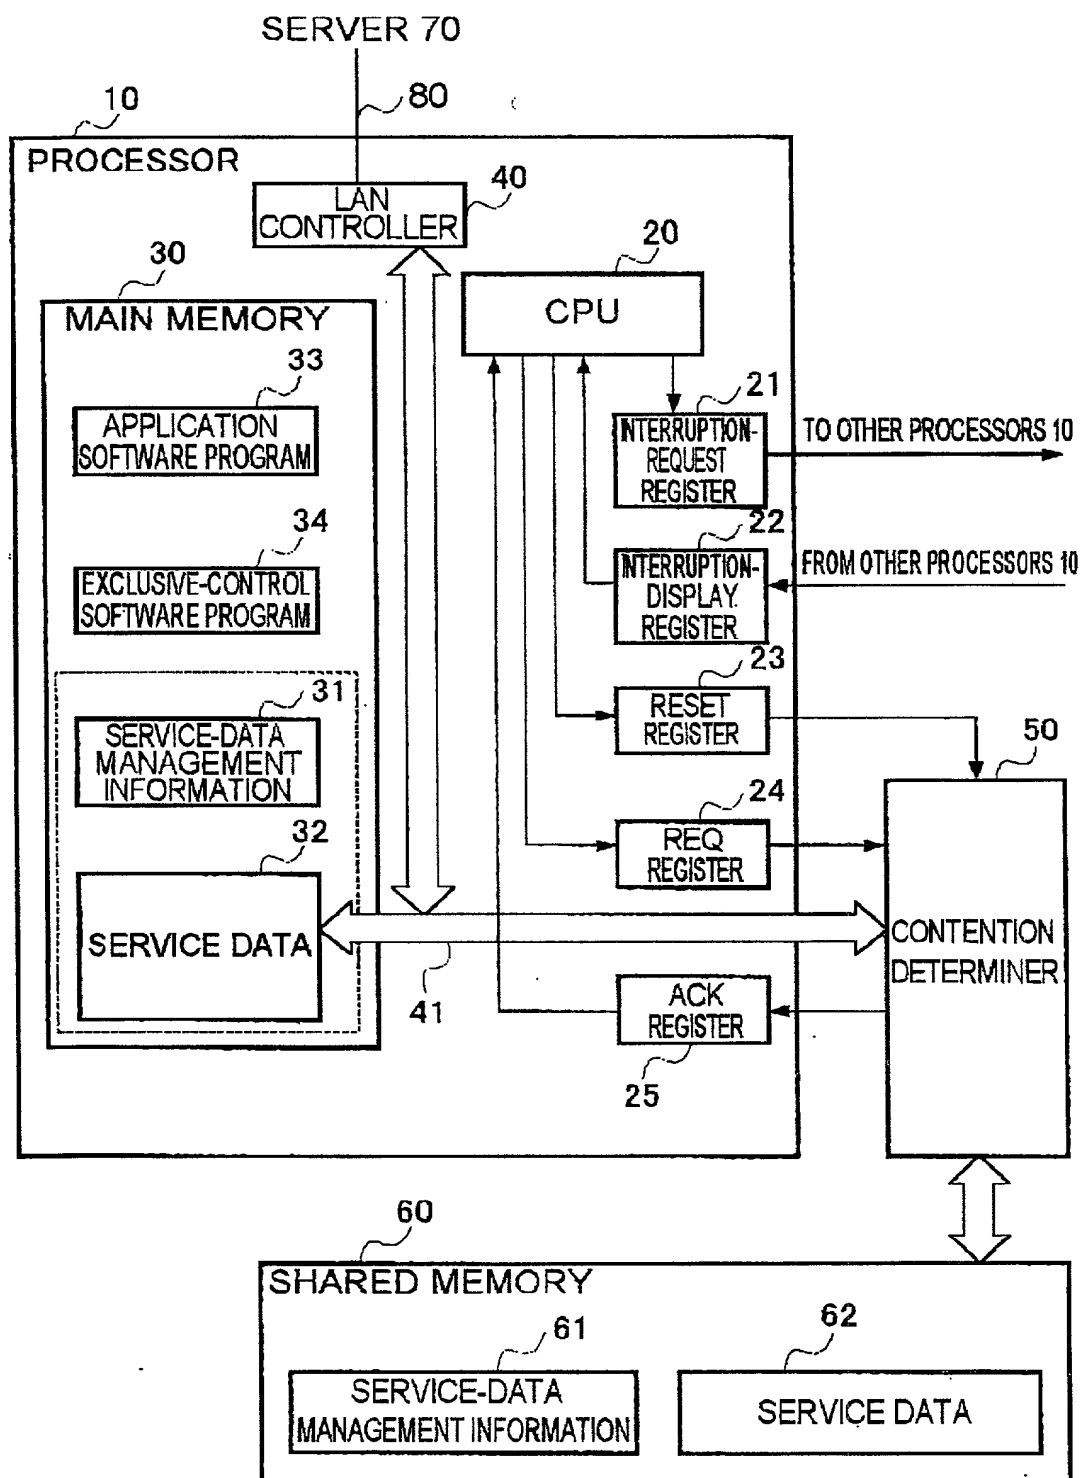 SERVER 70
80
10
PROCESSOR
LAN
CONTROLLER
40
30
MAIN MEMORY
20
CPU
33
APPLICATION
SOFTWARE PROGRAM
34
EXCLUSIVE-CONTROL
SOFTWARE PROGRAM
31
SERVICE-DATA
MANAGEMENT
INFORMATION
32
SERVICE DATA
41
21
INTERRUPTION-
REQUEST
REGISTER
TO OTHER PROCESSORS 10
22
INTERRUPTION-
DISPLAY
REGISTER
FROM OTHER PROCESSORS 10
23
RESET
REGISTER
24
REQ
REGISTER
ACK
REGISTER
25
50
CONTENTION
DETERMINER
60
SHARED MEMORY
61
SERVICE-DATA
MANAGEMENT INFORMATION
62
SERVICE DATA